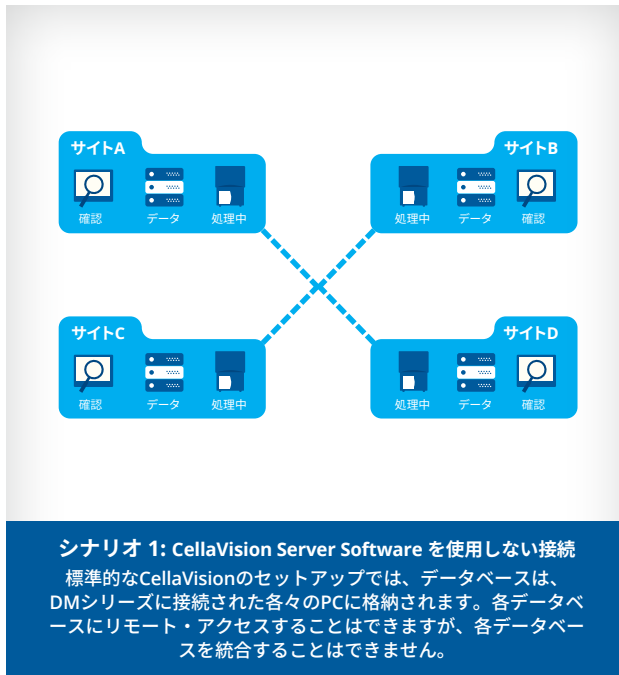 サイトA
確認 データ 処理中
サイトB
処理中 データ 確認
サイトC
確認 データ 処理中
サイトD
処理中 データ 確認
シナリオ 1: CellaVision Server Software を使用しない接続
標準的なCellaVisionのセットアップでは、データベースは、
DMシリーズに接続された各々のPCに格納されます。各データベ
ースにリモート・アクセスすることはできますが、各データベー
スを統合することはできません。